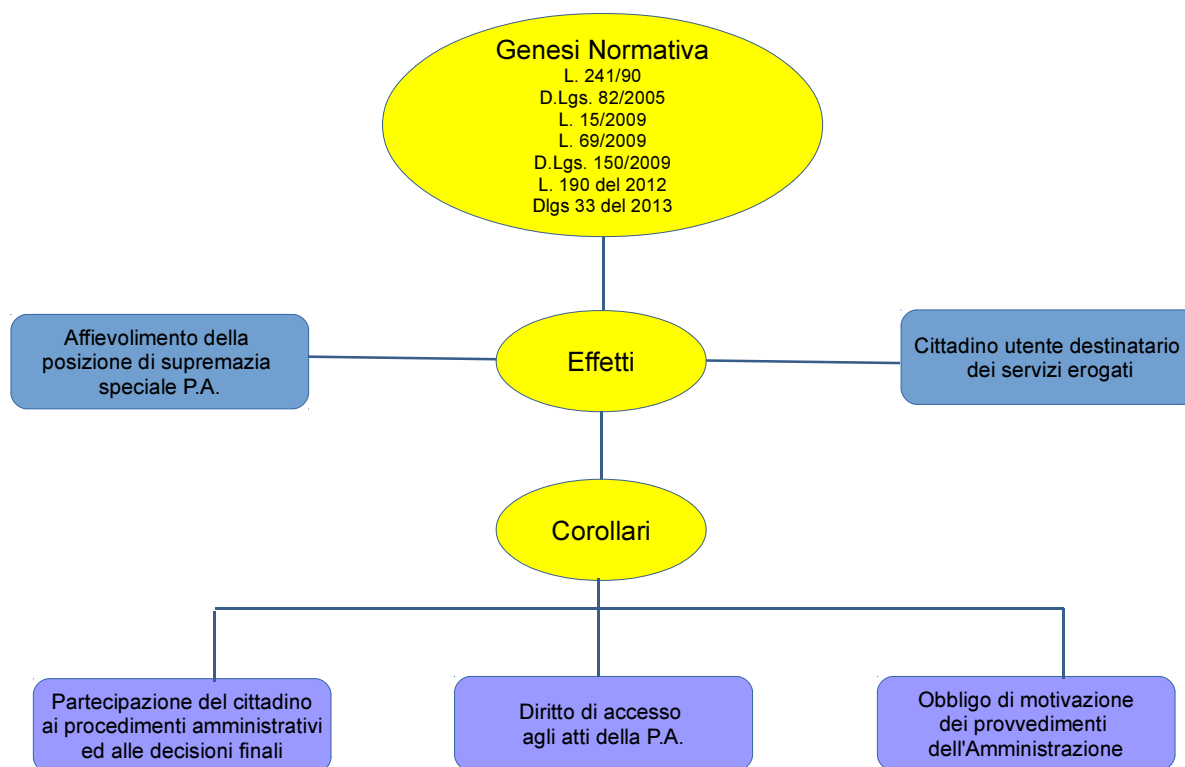 Genesi Normativa
L. 241/90
D.Lgs. 82/2005
L. 15/2009
L. 69/2009
D.Lgs. 150/2009
L. 190 del 2012
Dlgs 33 del 2013
Affievolimento della
posizione di supremazia
speciale P.A.
Effetti
Cittadino utente destinatario
dei servizi erogati
Corollari
Partecipazione del cittadino
ai procedimenti amministrativi
ed alle decisioni finali
Diritto di accesso
agli atti della P.A.
Obbligo di motivazione
dei provvedimenti
dell'Amministrazione